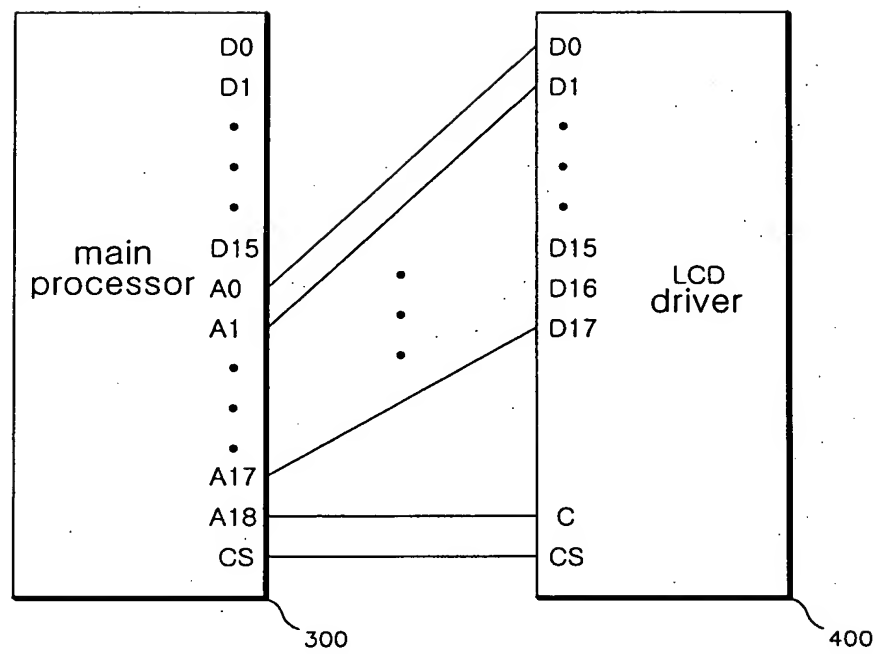 D0
D1
D15
main
processor
A0
A1
A17
A18
CS
300
D0
D1
D15
D16
D17
LCD
driver
C
CS
400